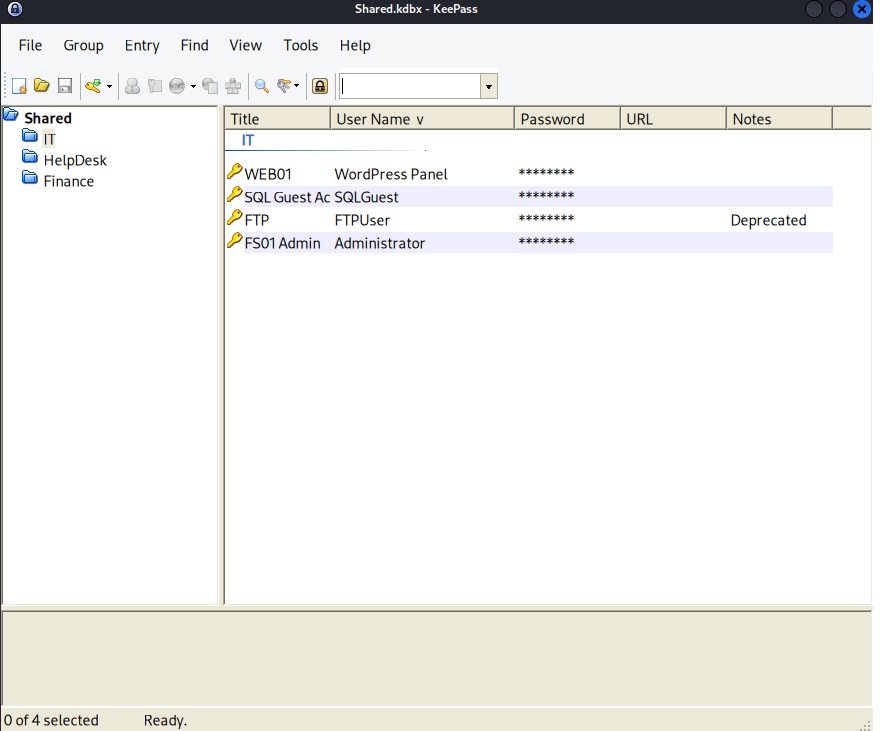 Shared.kdbx - KeePass
File Group Entry Find View Tools Help
Shared
IT
HelpDesk
Finance
Title User Name v Password URL Notes
IT
WEB01 WordPress Panel ********
SQL Guest Ac SQLGuest ********
FTP FTPUser ******** Deprecated
FS01 Admin Administrator ********
0 of 4 selected Ready.